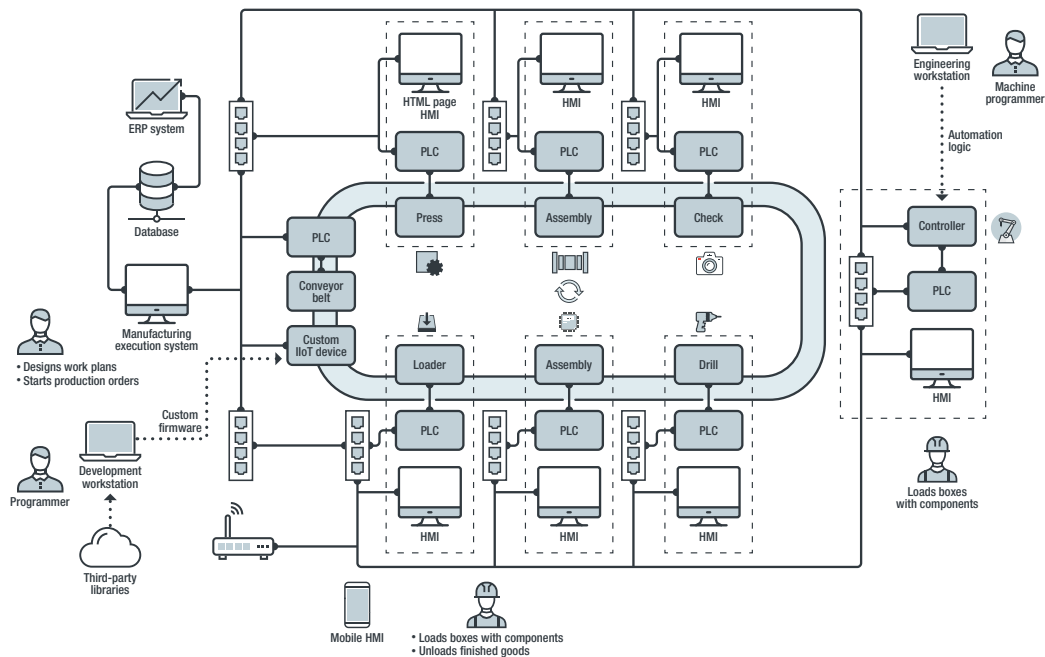 HTML page
HMI
HMI
HMI
Engineering
workstation
Machine
programmer
ERP system
PLC
PLC
PLC
Automation
logic
Database
PLC
Press
Assembly
Check
Controller
Conveyor
belt
PLC
Manufacturing
execution system
Custom
IIoT device
• Designs work plans
• Starts production orders
Loader
Assembly
Drill
HMI
Custom
firmware
PLC
PLC
PLC
Development
workstation
Programmer
Loads boxes
with components
HMI
HMI
HMI
Third-party
libraries
Mobile HMI
• Loads boxes with components
• Unloads finished goods